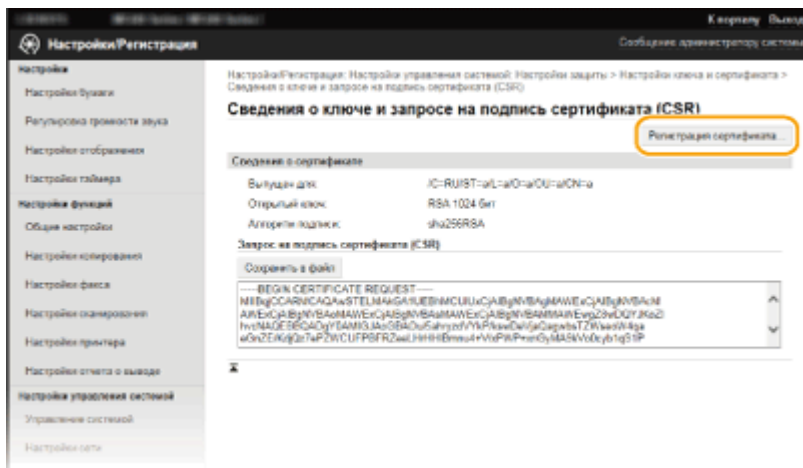 К порталу Выход
Настройки/Регистрация
Сообщение администратору системы
Настройки
Настройки бумаги
Регулировка громкости звука
Настройки отображения
Настройки таймера
Настройки функций
Общие настройки
Настройки копирования
Настройки факса
Настройки сканирования
Настройки принтера
Настройки отчета о выводе
Настройки управления системой
Управление системой
Настройки сети
Настройки/Регистрация: Настройки управления системой: Настройки защиты > Настройки ключа и сертификата >
Сведения о ключе и запросе на подпись сертификата (CSR)
Сведения о ключе и запросе на подпись сертификата (CSR)
Регистрация сертификата...
Сведения о сертификате
Выпущен для: /C=RU/ST=a/L=a/O=a/OU=a/CN=a
Открытый ключ: RSA 1024 бит
Алгоритм подписи: sha256RSA
Запрос на подпись сертификата (CSR)
Сохранить в файл
-----BEGIN CERTIFICATE REQUEST-----